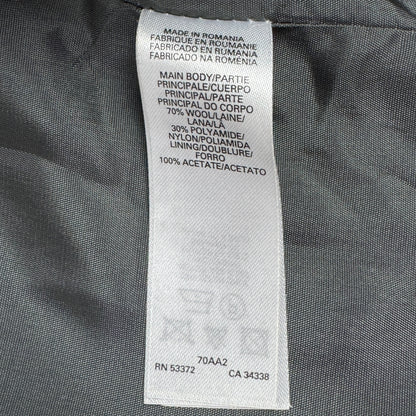 MADE IN ROMANIA
FABRIQUE EN ROUMANIE
FABRICADO EN RUMANIA
FABRICADO NA ROMÉNIA
MAIN BODY/PARTIE
PRINCIPALE/CUERPO
PRINCIPAL/PARTE
PRINCIPAL DO CORPO
70% WOOL/LAINE/
LANA/LÃ
30% POLYAMIDE/
NYLON/POLIAMIDA
LINING/DOUBLURE/
FORRO
100% ACETATE/ACETATO
70AA2
RN 53372 CA 34338